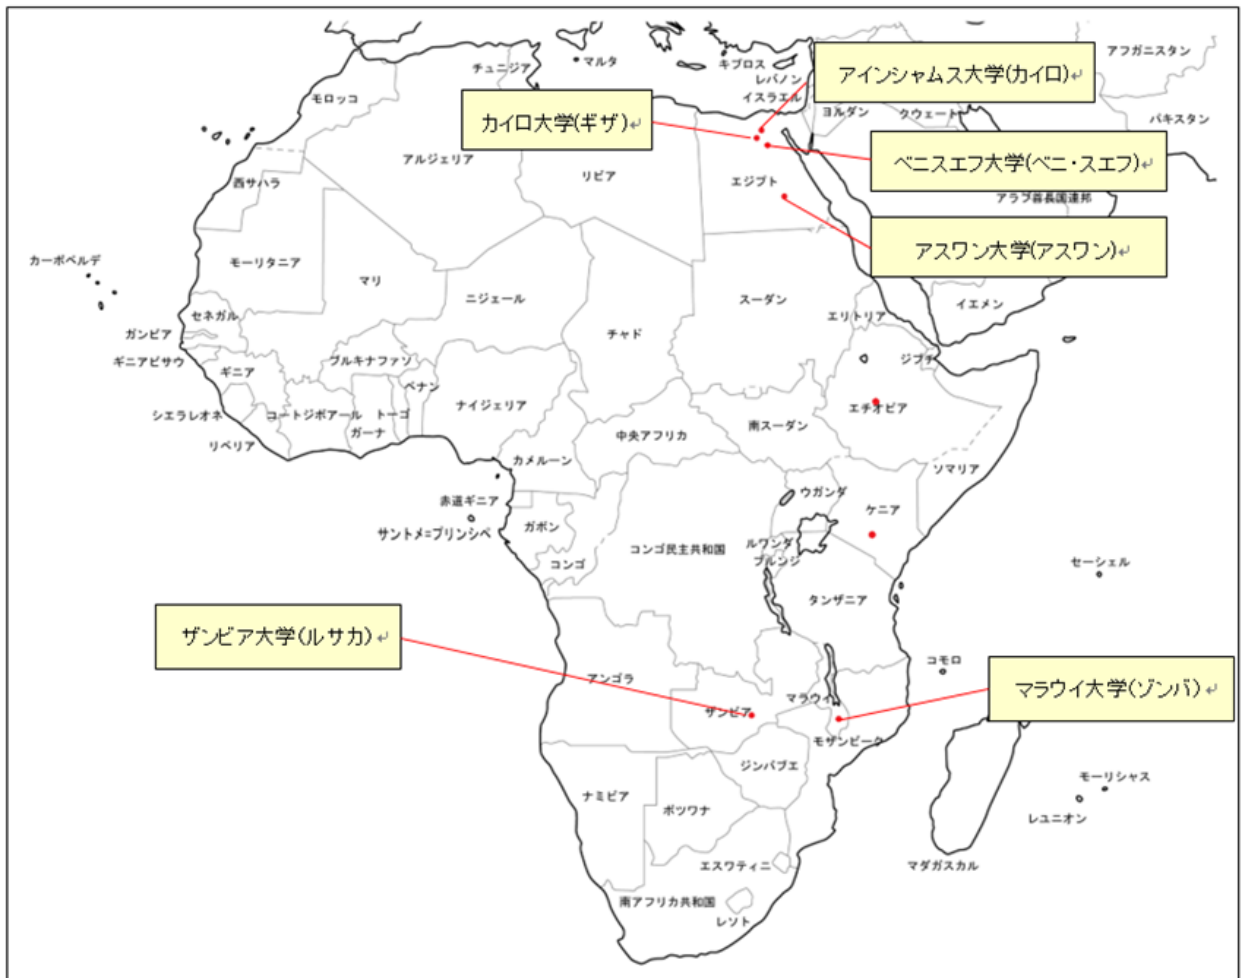 アフガニスタン
チュニジア
マルタ
キプロス
レバノン
イスラエル
アインシャムス大学(カイロ)↵
モロッコ
カイロ大学(ギザ)↵
ヨルダン
クウェート
パキスタン
アルジェリア
リビア
エジプト
ベニスエフ大学(ベニ・スエフ)↵
西サハラ
アラブ首長国連邦
アスワン大学(アスワン)↵
カーボベルデ
モーリタニア
マリ
ニジェール
スーダン
イエメン
セネガル
エリトリア
ガンビア
チャド
ギニアビサウ
ギニア
ブルキナファソ
ジブチ
ベナン
シエラレオネ
コートジボアール
トーゴ
ナイジェリア
エチオピア
リベリア
ガーナ
中央アフリカ
南スーダン
カメルーン
ソマリア
赤道ギニア
ウガンダ
ケニア
サントメ=プリンシペ
ガボン
コンゴ民主共和国
ルワンダ
ブルンジ
コンゴ
セーシェル
タンザニア
ザンビア大学(ルサカ)↵
コモロ
アンゴラ
マラウイ
マラウイ大学(ゾンバ)↵
ザンビア
モザンビーク
ジンバブエ
モーリシャス
ナミビア
ボツワナ
レユニオン
エスワティニ
マダガスカル
南アフリカ共和国
レソト